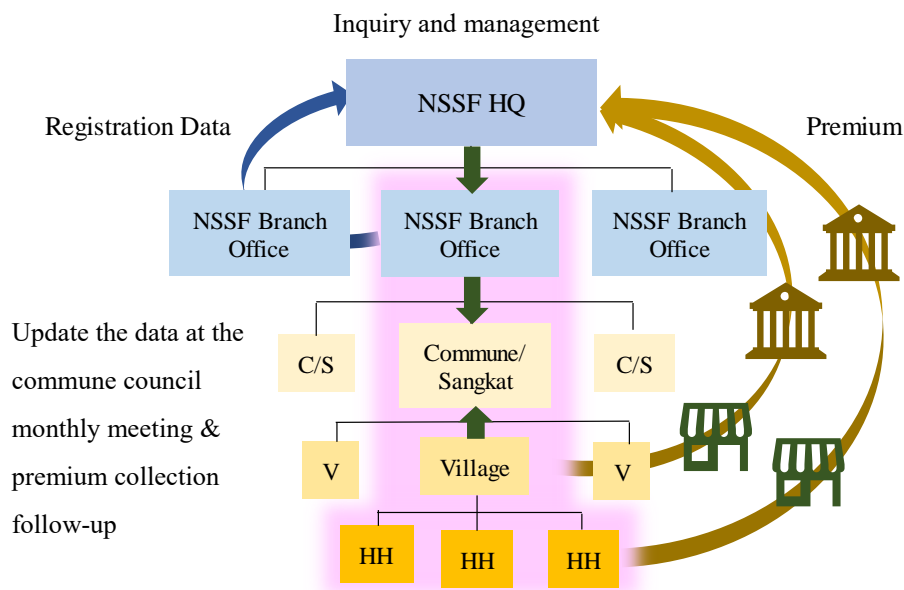 Inquiry and management
NSSF HQ
Registration Data
Premium
NSSF Branch
Office
NSSF Branch
Office
NSSF Branch
Office
Update the data at the
commune council
monthly meeting &
premium collection
follow-up
C/S
Commune/
Sangkat
C/S
V
Village
V
HH
HH
HH